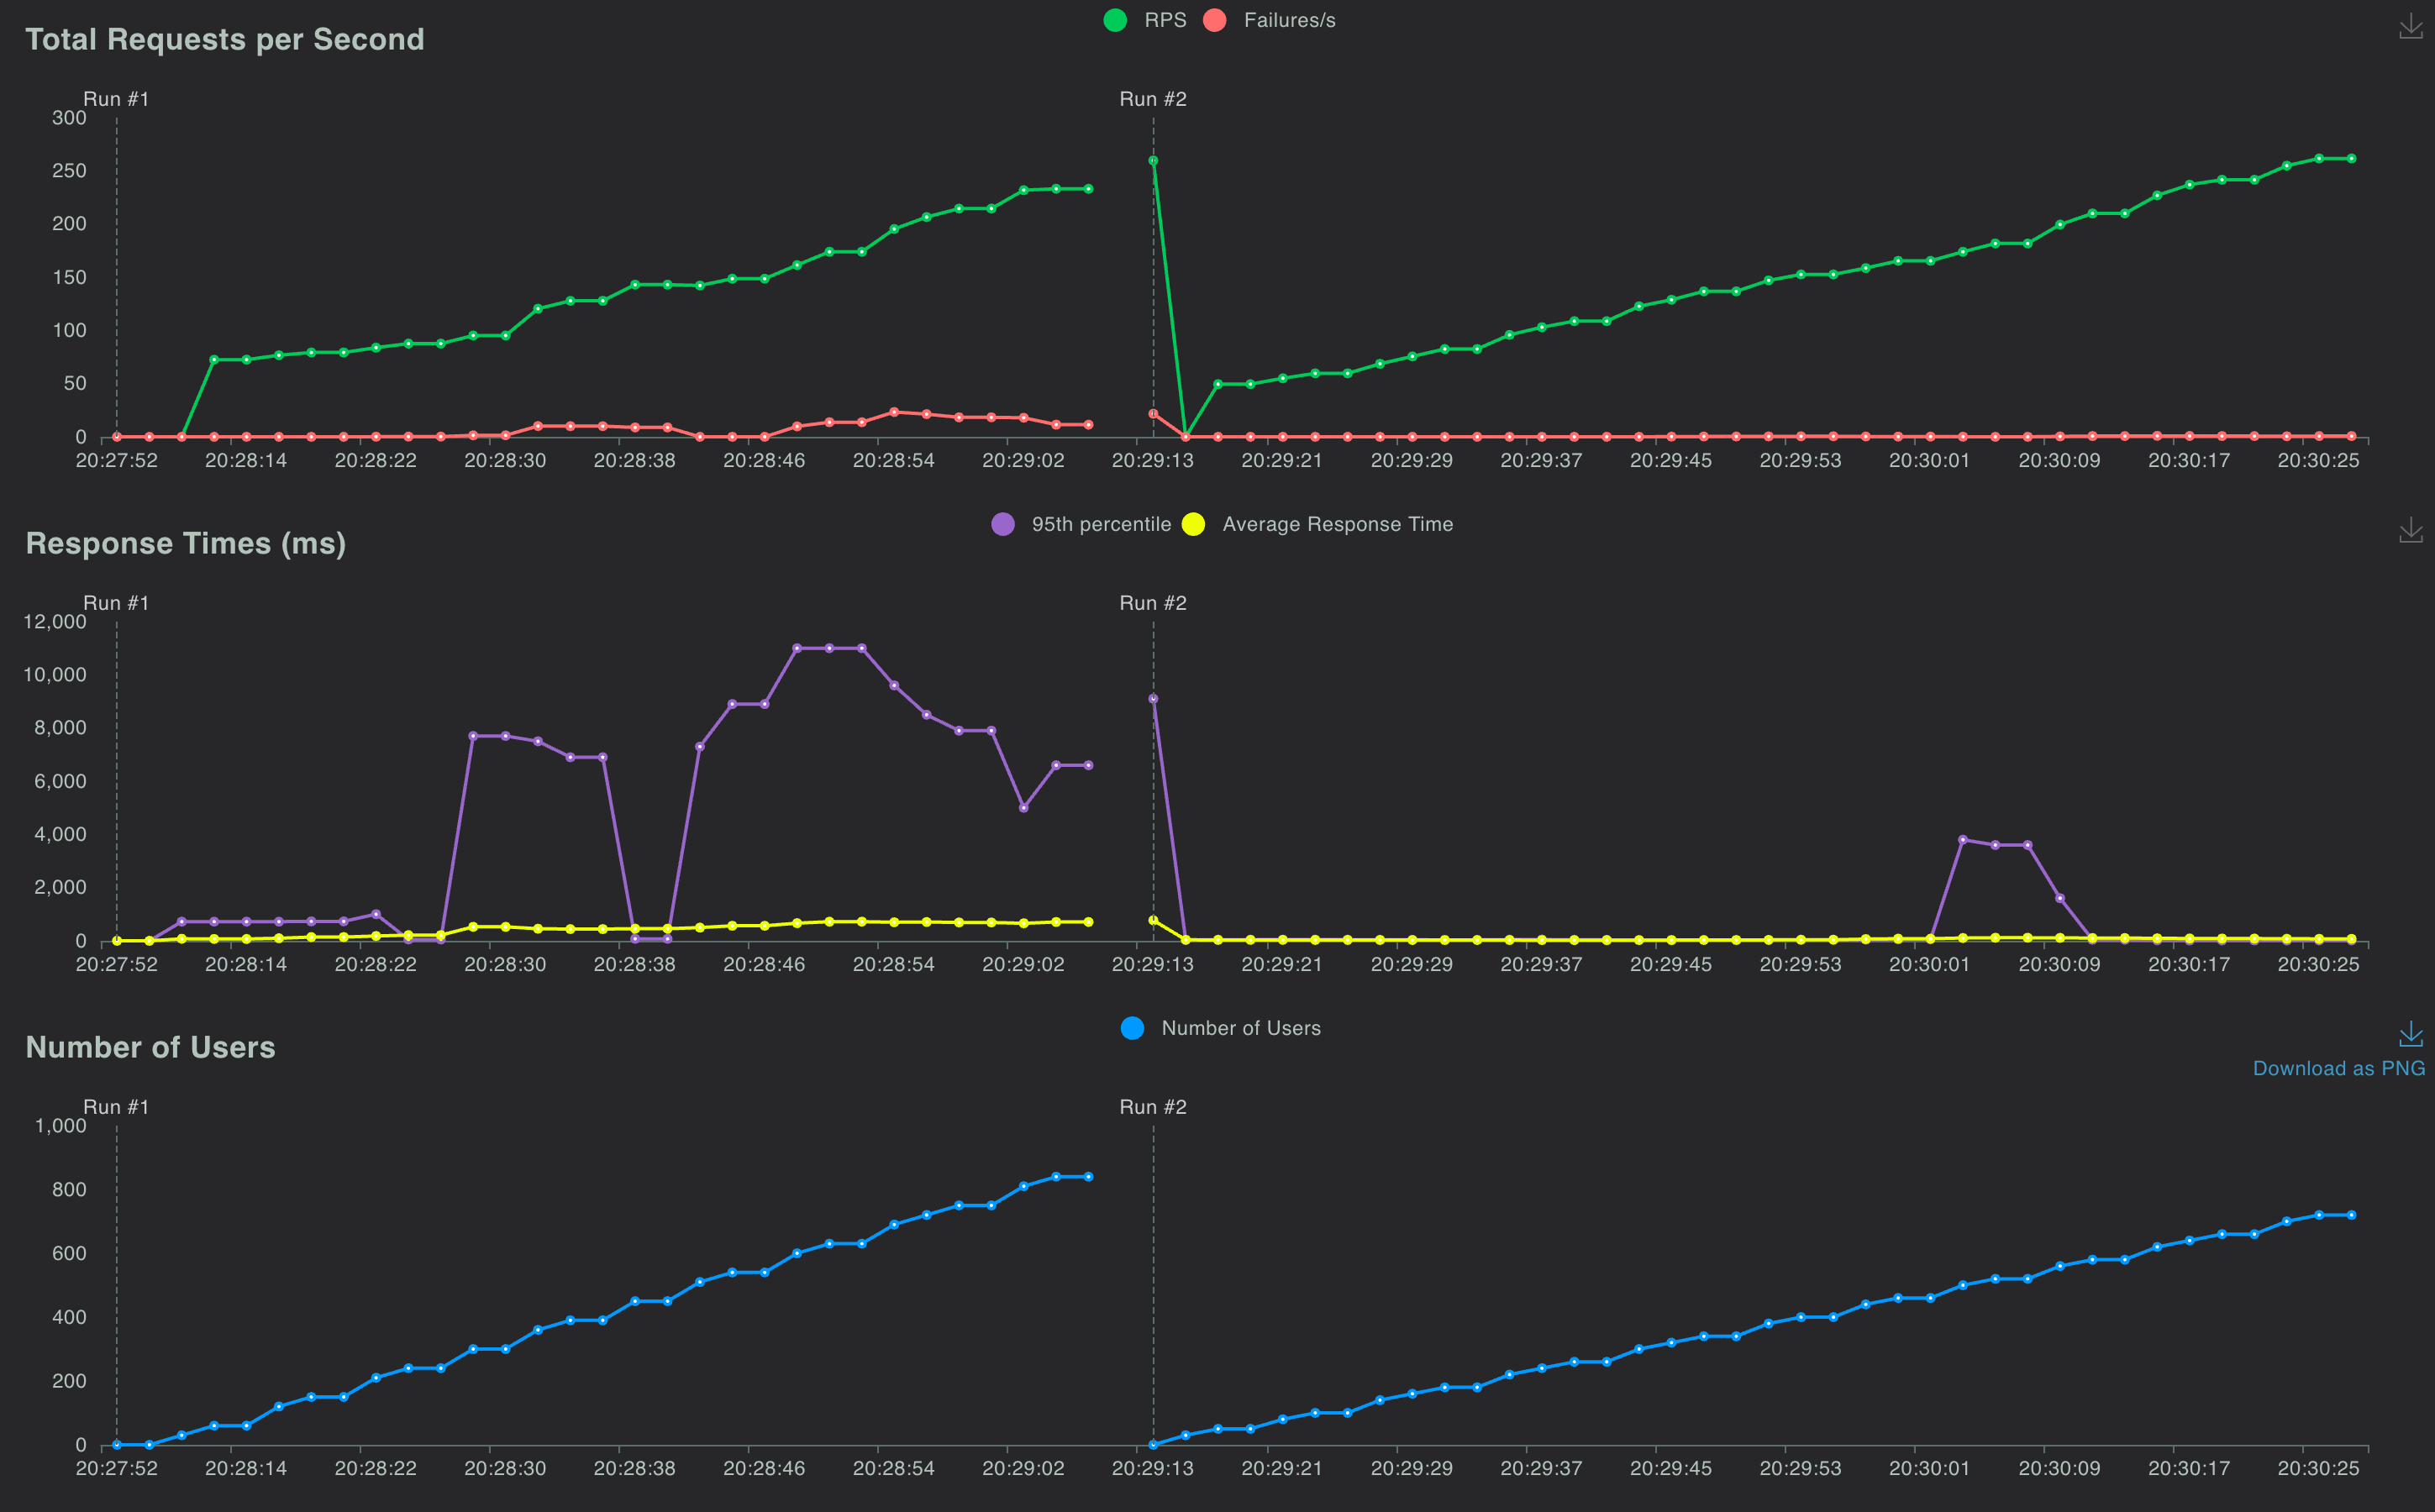 RPS Failures/s
Total Requests per Second
Run #1 Run #2
300
250
200
150
100
50
0
20:27:52 20:28:14 20:28:22 20:28:30 20:28:38 20:28:46 20:28:54 20:29:02 20:29:13 20:29:21 20:29:29 20:29:37 20:29:45 20:29:53 20:30:01 20:30:09 20:30:17 20:30:25
95th percentile Average Response Time
Response Times (ms)
Run #1 Run #2
12,000
10,000
8,000
6,000
4,000
2,000
0
20:27:52 20:28:14 20:28:22 20:28:30 20:28:38 20:28:46 20:28:54 20:29:02 20:29:13 20:29:21 20:29:29 20:29:37 20:29:45 20:29:53 20:30:01 20:30:09 20:30:17 20:30:25
Number of Users
Number of Users
Download as PNG
Run #1 Run #2
1,000
800
600
400
200
0
20:27:52 20:28:14 20:28:22 20:28:30 20:28:38 20:28:46 20:28:54 20:29:02 20:29:13 20:29:21 20:29:29 20:29:37 20:29:45 20:29:53 20:30:01 20:30:09 20:30:17 20:30:25